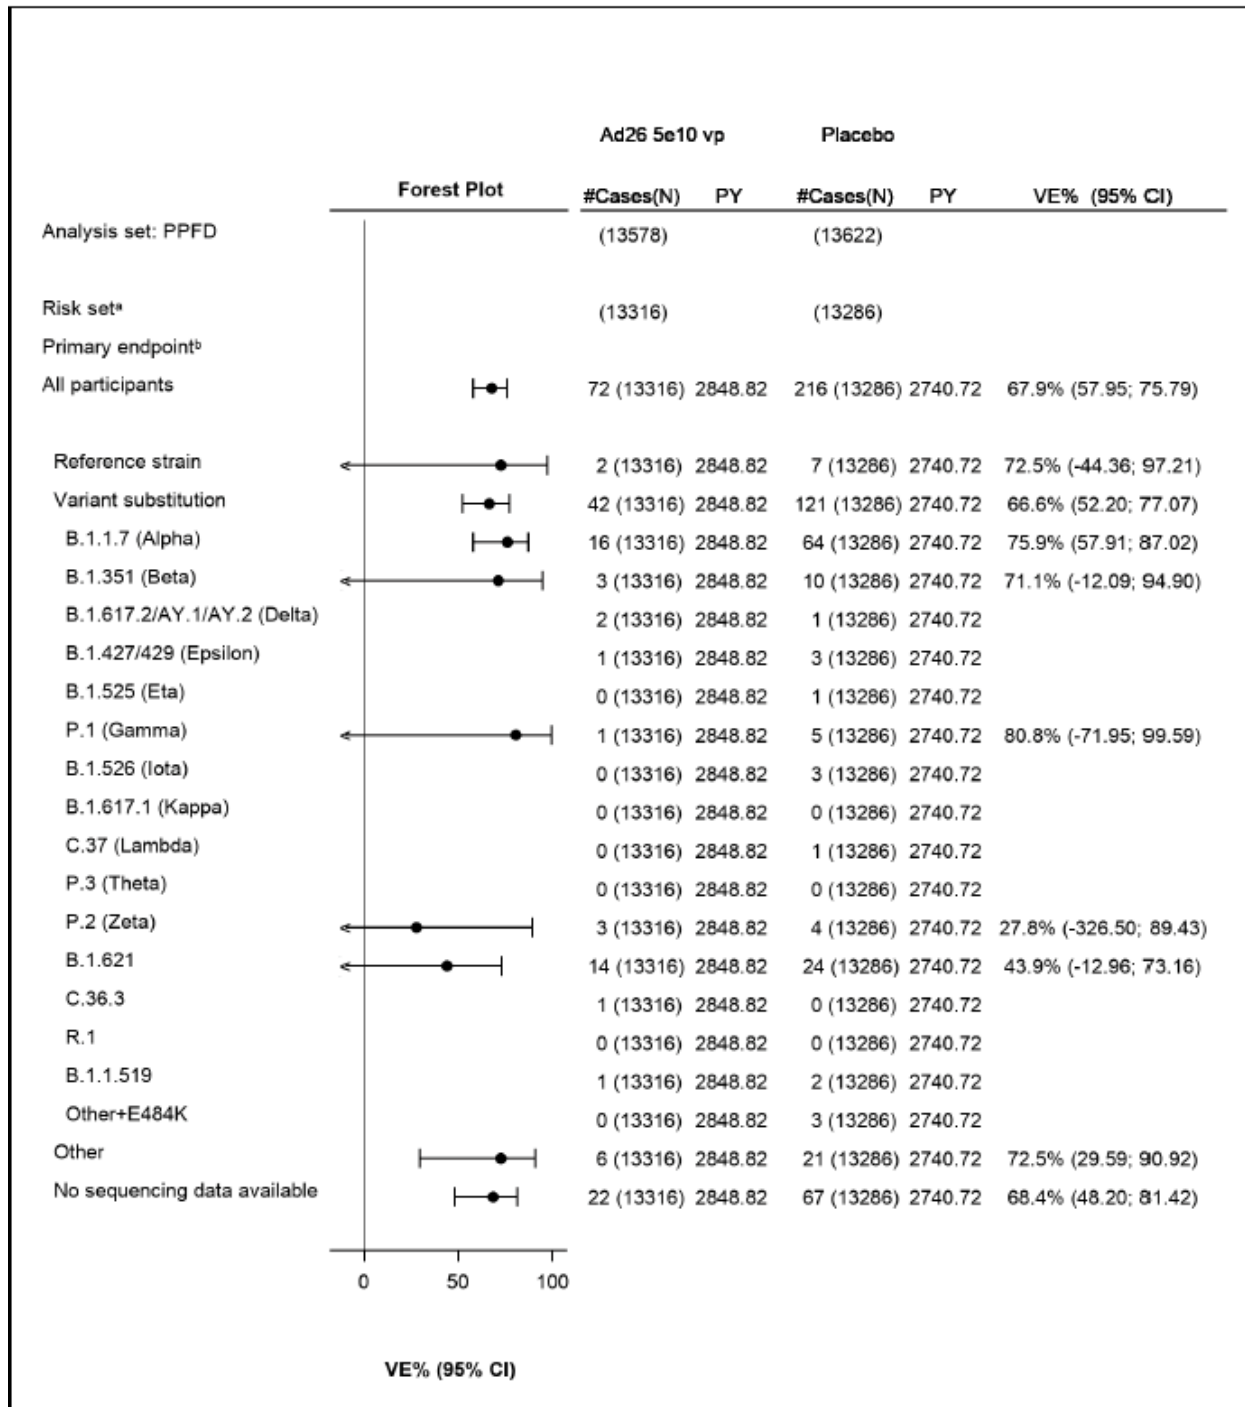 Ad26 5e10 vp Placebo
Forest Plot #Cases(N) PY #Cases(N) PY VE% (95% CI)
Analysis set: PPFD (13578) (13622)
Risk setᵃ (13316) (13286)
Primary endpointᵇ
All participants 72 (13316) 2848.82 216 (13286) 2740.72 67.9% (57.95; 75.79)
Reference strain 2 (13316) 2848.82 7 (13286) 2740.72 72.5% (-44.36; 97.21)
Variant substitution 42 (13316) 2848.82 121 (13286) 2740.72 66.6% (52.20; 77.07)
B.1.1.7 (Alpha) 16 (13316) 2848.82 64 (13286) 2740.72 75.9% (57.91; 87.02)
B.1.351 (Beta) 3 (13316) 2848.82 10 (13286) 2740.72 71.1% (-12.09; 94.90)
B.1.617.2/AY.1/AY.2 (Delta) 2 (13316) 2848.82 1 (13286) 2740.72
B.1.427/429 (Epsilon) 1 (13316) 2848.82 3 (13286) 2740.72
B.1.525 (Eta) 0 (13316) 2848.82 1 (13286) 2740.72
P.1 (Gamma) 1 (13316) 2848.82 5 (13286) 2740.72 80.8% (-71.95; 99.59)
B.1.526 (Iota) 0 (13316) 2848.82 3 (13286) 2740.72
B.1.617.1 (Kappa) 0 (13316) 2848.82 0 (13286) 2740.72
C.37 (Lambda) 0 (13316) 2848.82 1 (13286) 2740.72
P.3 (Theta) 0 (13316) 2848.82 0 (13286) 2740.72
P.2 (Zeta) 3 (13316) 2848.82 4 (13286) 2740.72 27.8% (-326.50; 89.43)
B.1.621 14 (13316) 2848.82 24 (13286) 2740.72 43.9% (-12.96; 73.16)
C.36.3 1 (13316) 2848.82 0 (13286) 2740.72
R.1 0 (13316) 2848.82 0 (13286) 2740.72
B.1.1.519 1 (13316) 2848.82 2 (13286) 2740.72
Other+E484K 0 (13316) 2848.82 3 (13286) 2740.72
Other 6 (13316) 2848.82 21 (13286) 2740.72 72.5% (29.59; 90.92)
No sequencing data available 22 (13316) 2848.82 67 (13286) 2740.72 68.4% (48.20; 81.42)
0 50 100
VE% (95% CI)